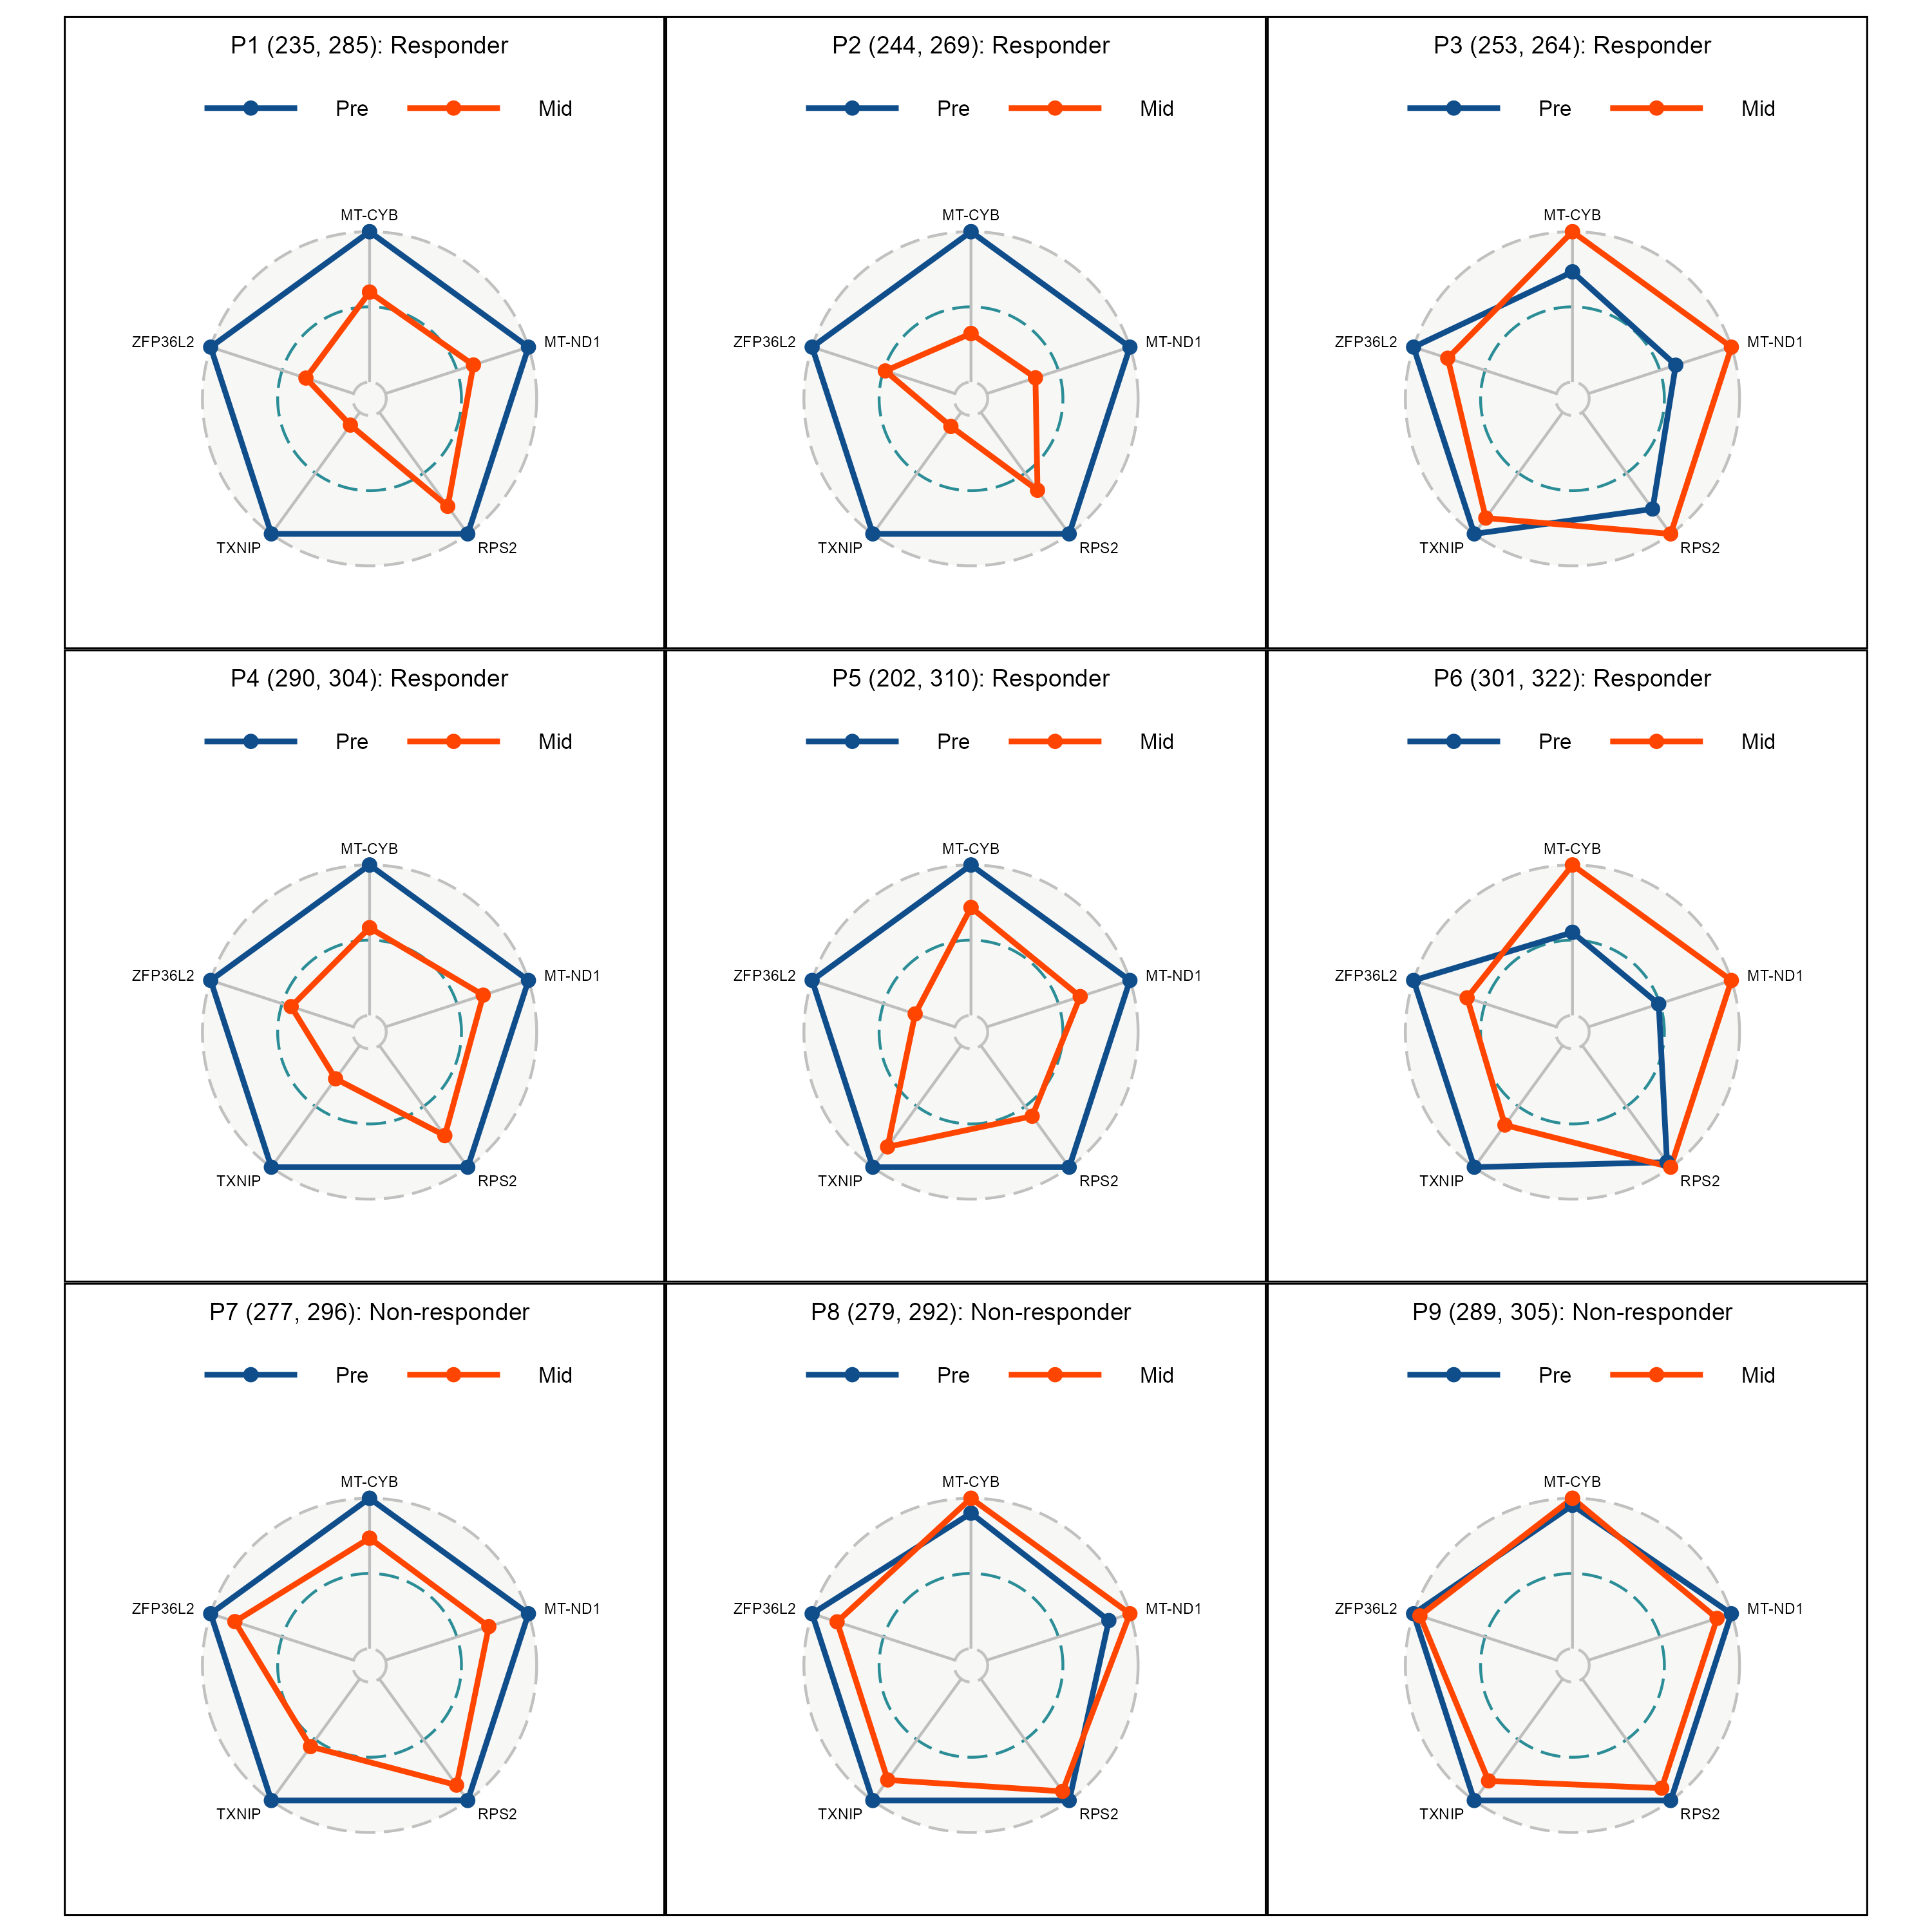 P1 (235, 285): Responder
Pre Mid
MT-CYB
ZFP36L2 MT-ND1
TXNIP RPS2
P2 (244, 269): Responder
Pre Mid
MT-CYB
ZFP36L2 MT-ND1
TXNIP RPS2
P3 (253, 264): Responder
Pre Mid
MT-CYB
ZFP36L2 MT-ND1
TXNIP RPS2
P4 (290, 304): Responder
Pre Mid
MT-CYB
ZFP36L2 MT-ND1
TXNIP RPS2
P5 (202, 310): Responder
Pre Mid
MT-CYB
ZFP36L2 MT-ND1
TXNIP RPS2
P6 (301, 322): Responder
Pre Mid
MT-CYB
ZFP36L2 MT-ND1
TXNIP RPS2
P7 (277, 296): Non-responder
Pre Mid
MT-CYB
ZFP36L2 MT-ND1
TXNIP RPS2
P8 (279, 292): Non-responder
Pre Mid
MT-CYB
ZFP36L2 MT-ND1
TXNIP RPS2
P9 (289, 305): Non-responder
Pre Mid
MT-CYB
ZFP36L2 MT-ND1
TXNIP RPS2